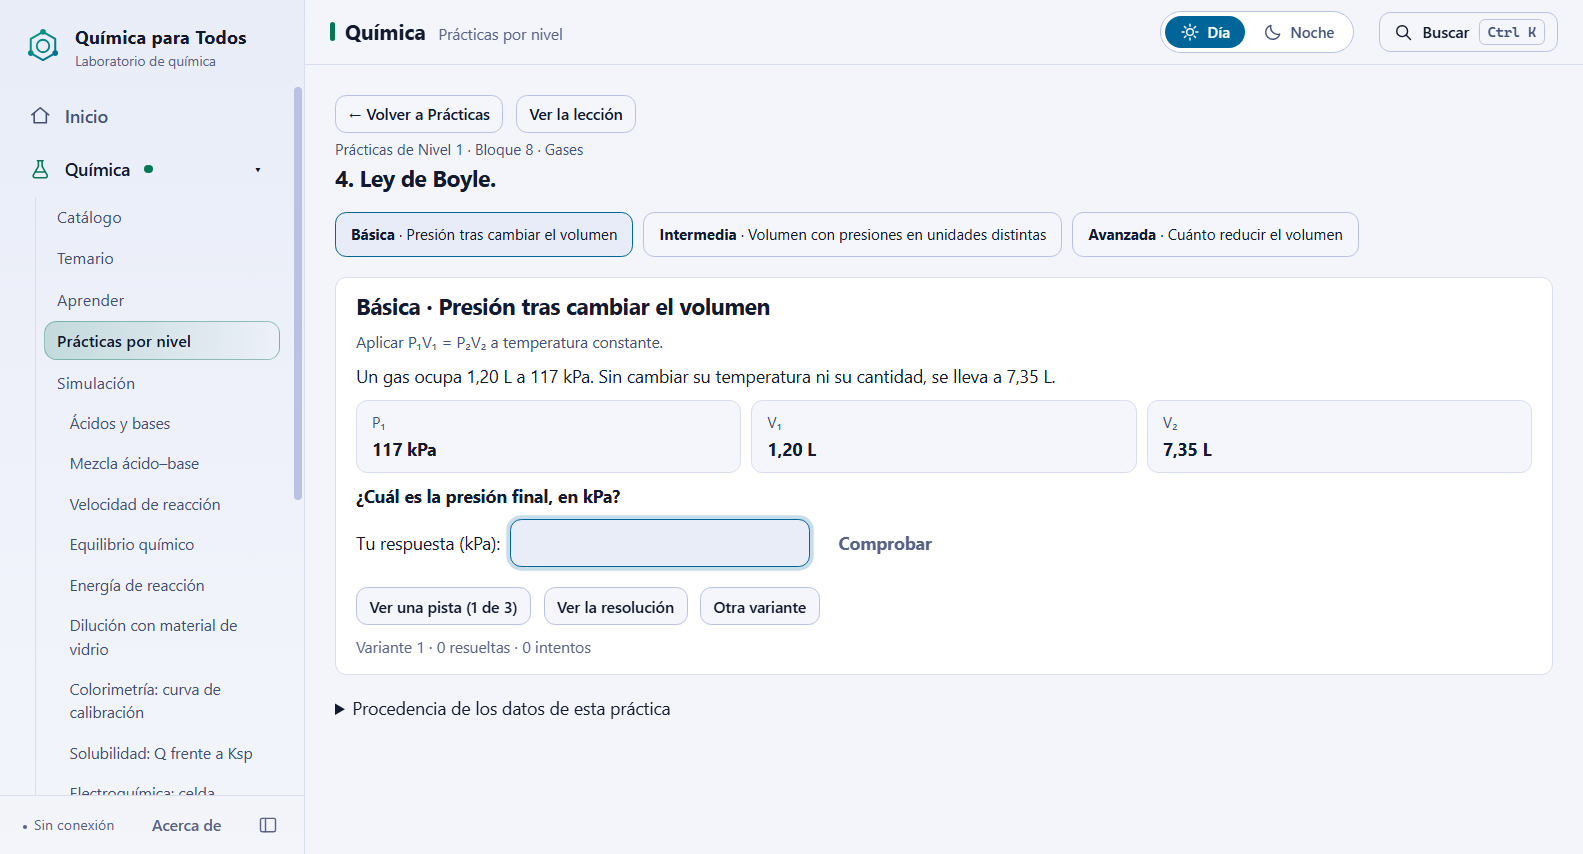 Química para Todos
Laboratorio de química
Inicio
Química
Catálogo
Temario
Aprender
Prácticas por nivel
Simulación
Ácidos y bases
Mezcla ácido–base
Velocidad de reacción
Equilibrio químico
Energía de reacción
Dilución con material de
vidrio
Colorimetría: curva de
calibración
Solubilidad: Q frente a Ksp
Electroquímica: celda
Sin conexión
Acerca de
Química Prácticas por nivel
Día
Noche
Buscar Ctrl K
← Volver a Prácticas
Ver la lección
Prácticas de Nivel 1 · Bloque 8 · Gases
4. Ley de Boyle.
Básica · Presión tras cambiar el volumen
Intermedia · Volumen con presiones en unidades distintas
Avanzada · Cuánto reducir el volumen
Básica · Presión tras cambiar el volumen
Aplicar P₁V₁ = P₂V₂ a temperatura constante.
Un gas ocupa 1,20 L a 117 kPa. Sin cambiar su temperatura ni su cantidad, se lleva a 7,35 L.
P₁
117 kPa
V₁
1,20 L
V₂
7,35 L
¿Cuál es la presión final, en kPa?
Tu respuesta (kPa):
Comprobar
Ver una pista (1 de 3)
Ver la resolución
Otra variante
Variante 1 · 0 resueltas · 0 intentos
Procedencia de los datos de esta práctica